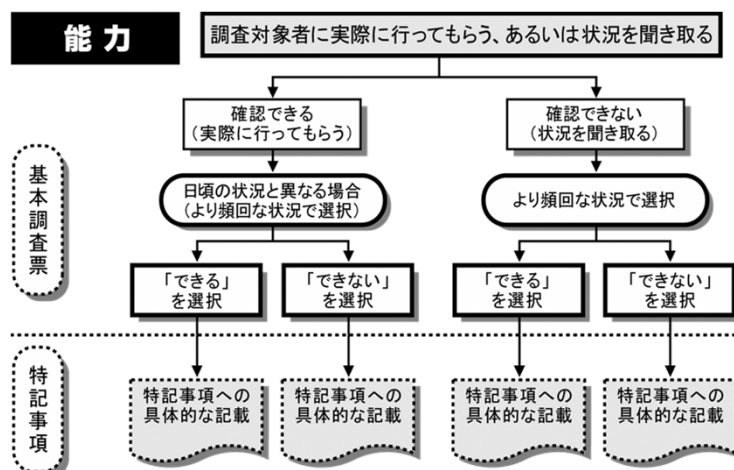 能力
調査対象者に実際に行ってもらう、あるいは状況を聞き取る
確認できる
（実際に行ってもらう）
確認できない
（状況を聞き取る）
基本調査票
日頃の状況と異なる場合
（より頻回な状況で選択）
より頻回な状況で選択
「できる」
を選択
「できない」
を選択
「できる」
を選択
「できない」
を選択
特記事項
特記事項への
具体的な記載
特記事項への
具体的な記載
特記事項への
具体的な記載
特記事項への
具体的な記載